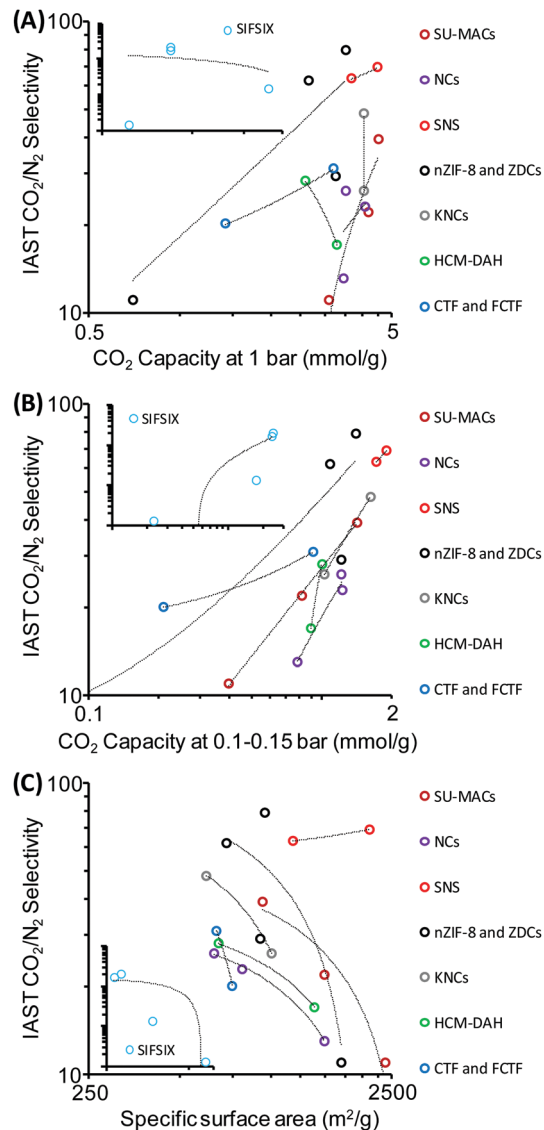 (A)
100
IAST CO₂/N₂ Selectivity
10
0.5
5
CO₂ Capacity at 1 bar (mmol/g)
SIFSIX
SU-MACs
NCs
SNS
nZIF-8 and ZDCs
KNCs
HCM-DAH
CTF and FCTF
(B)
100
IAST CO₂/N₂ Selectivity
10
0.1
2
CO₂ Capacity at 0.1-0.15 bar (mmol/g)
SIFSIX
SU-MACs
NCs
SNS
nZIF-8 and ZDCs
KNCs
HCM-DAH
CTF and FCTF
(C)
100
IAST CO₂/N₂ Selectivity
10
250
2500
Specific surface area (m²/g)
SIFSIX
SU-MACs
NCs
SNS
nZIF-8 and ZDCs
KNCs
HCM-DAH
CTF and FCTF